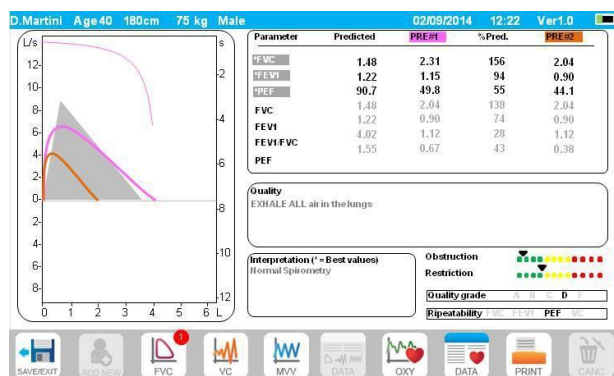 D.Martini Age 40 180cm 75 kg Male 02/09/2014 12:22 Ver1.0
L/s s
12-
10-
8-
6-
4-
2-
0-
2-
4-
6-
8-
-2
-4
-6
-8
-10
-12
0 1 2 3 4 5 6 L
Parameter Predicted PRE#1 %Pred. PRE#2
*FVC 1.48 2.31 156 2.04
*FEV1 1.22 1.15 94 0.90
*PEF 90.7 49.8 55 44.1
FVC 1.48 2.04 138 2.04
FEV1 1.22 0.90 74 0.90
FEV1/FVC 4.02 1.12 28 1.12
PEF 1.55 0.67 43 0.38
Quality
EXHALE ALL air in the lungs
Interpretation (* = Best values)
Normal Spirometry
Obstruction
Restriction
Quality grade A B C D F
Ripeatability FVC FEV1 PEF VC
1
SAVE/EXIT ADD NEW FVC VC MVV DATA OXY DATA PRINT CANC